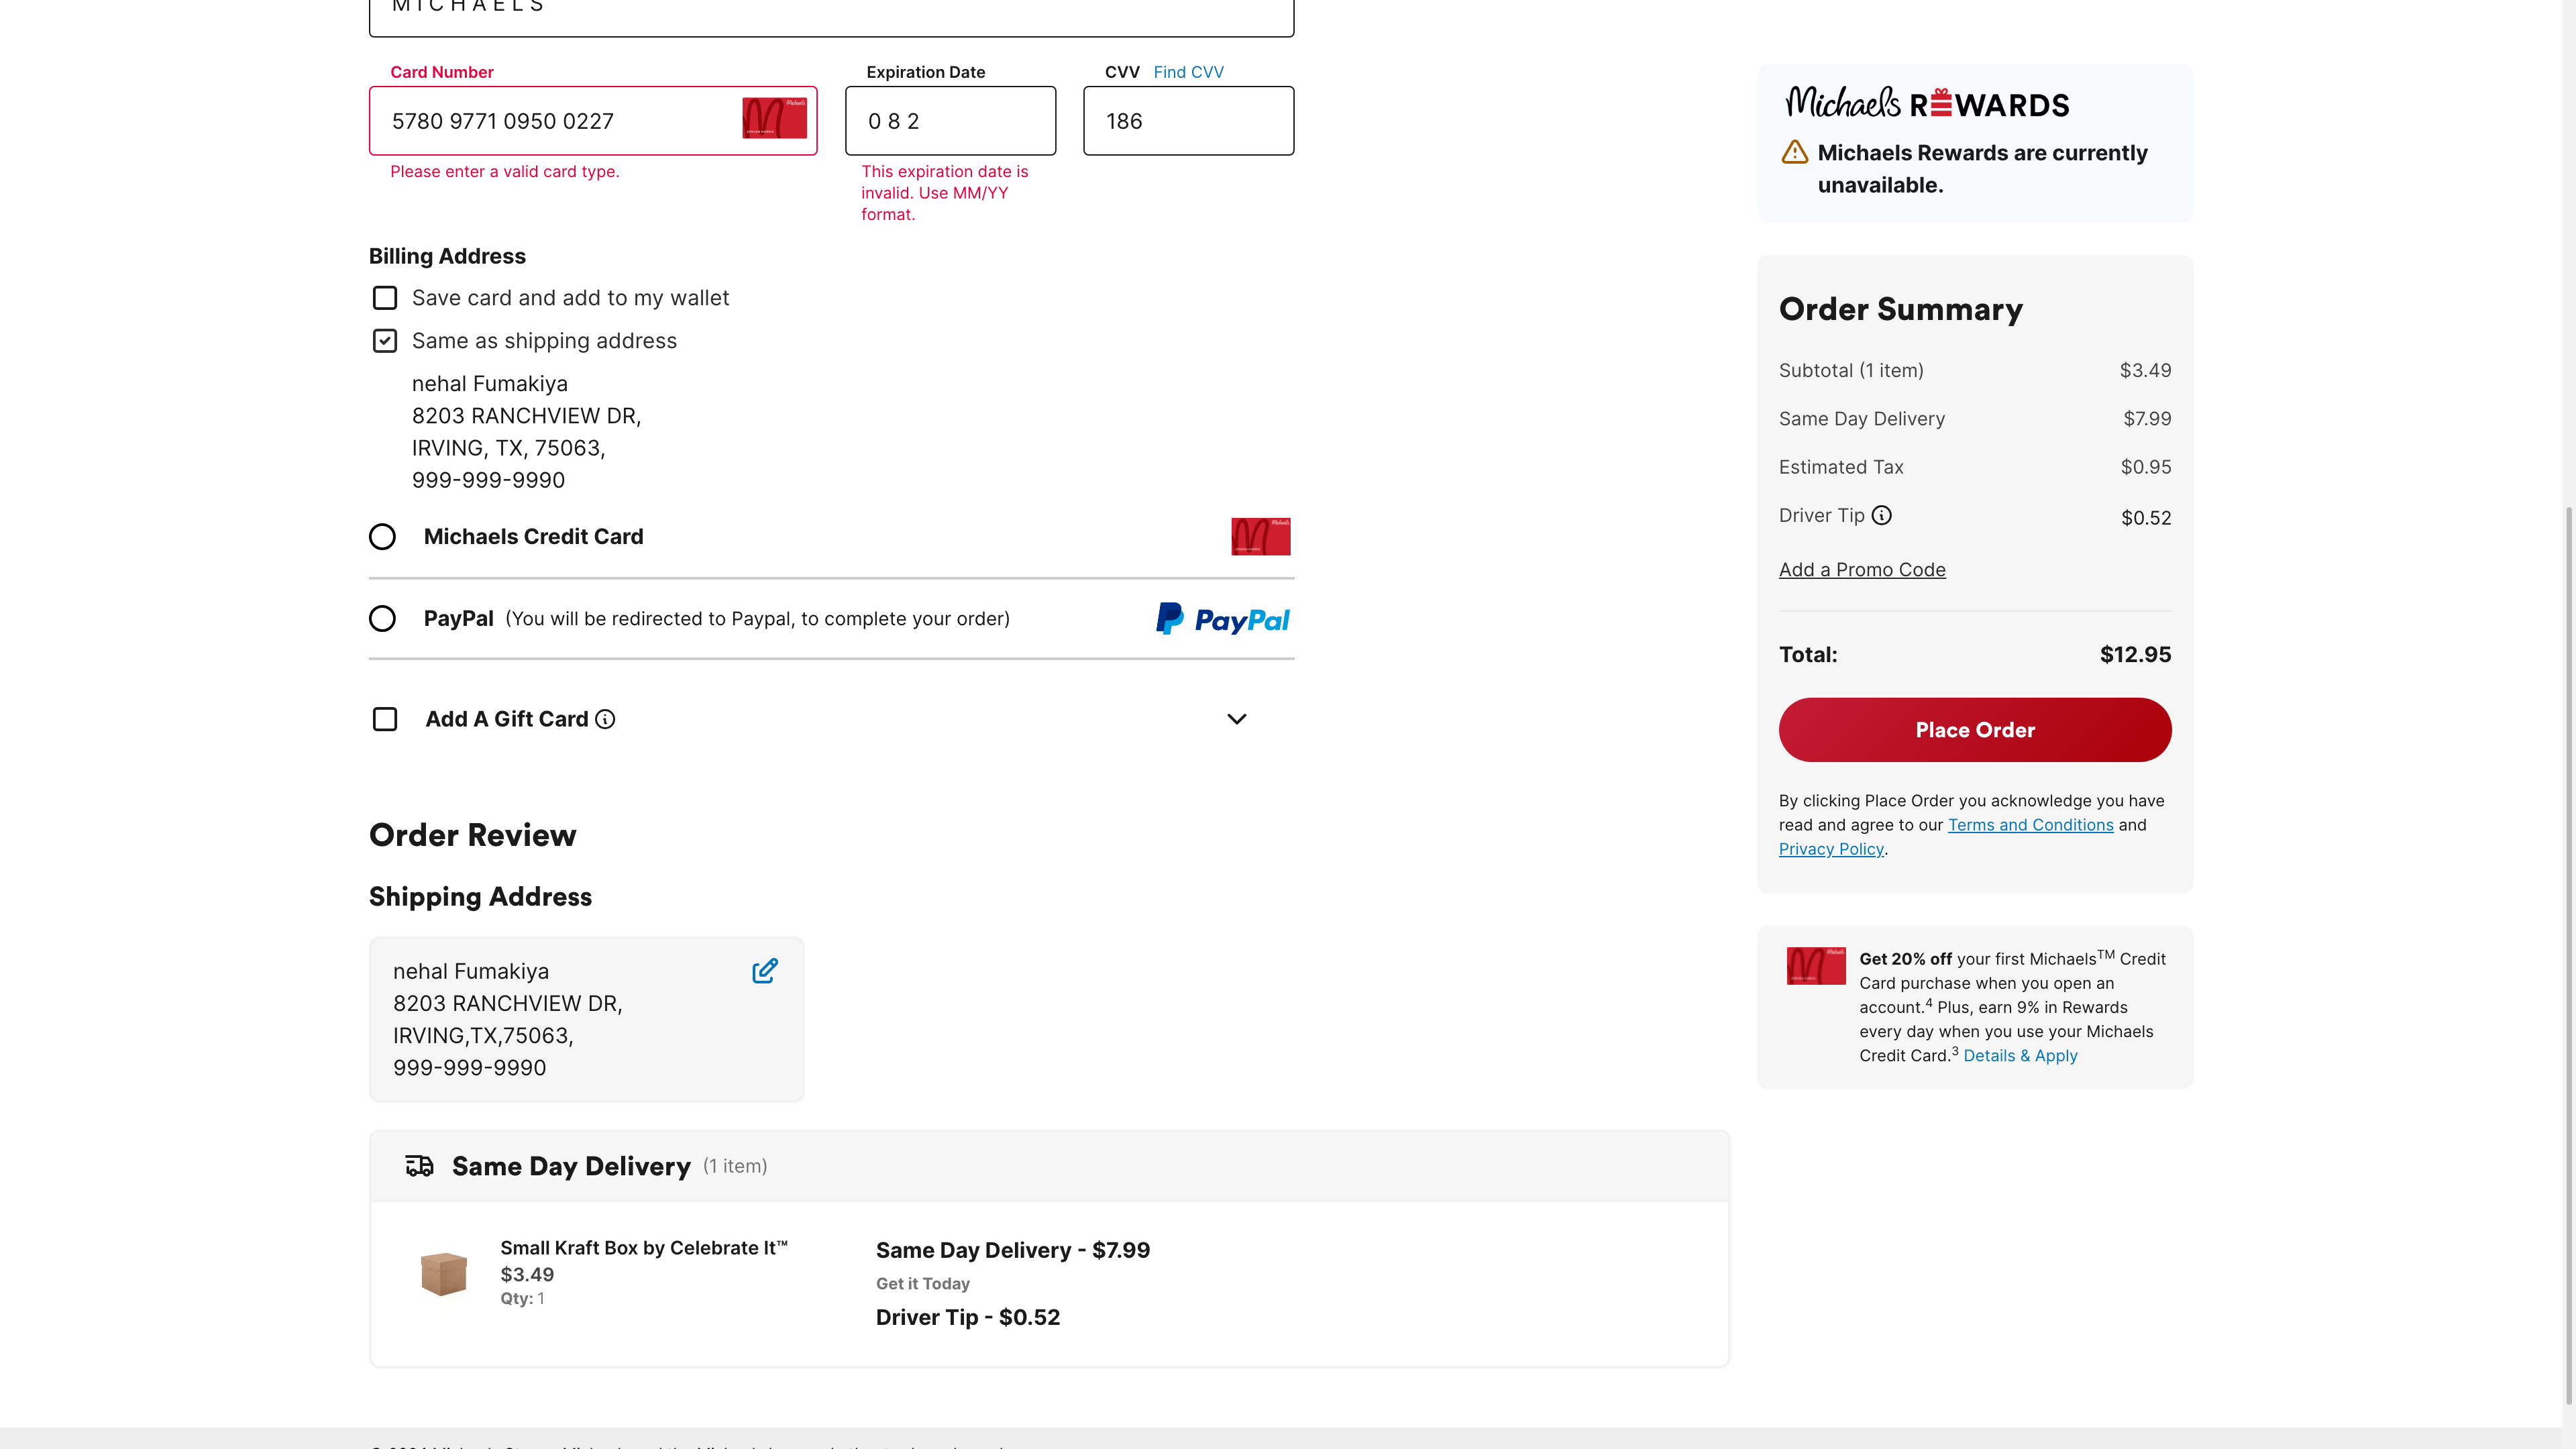 MICHAELS
Card Number
Expiration Date
CVV Find CVV
5780 9771 0950 0227
0 8 2
186
Please enter a valid card type.
This expiration date is
invalid. Use MM/YY
format.
Billing Address
Save card and add to my wallet
Same as shipping address
nehal Fumakiya
8203 RANCHVIEW DR,
IRVING, TX, 75063,
999-999-9990
Michaels Credit Card
PayPal (You will be redirected to Paypal, to complete your order)
PayPal
Add A Gift Card
Order Review
Shipping Address
nehal Fumakiya
8203 RANCHVIEW DR,
IRVING,TX,75063,
999-999-9990
Same Day Delivery (1 item)
Small Kraft Box by Celebrate It™
$3.49
Qty: 1
Same Day Delivery - $7.99
Get it Today
Driver Tip - $0.52
Michaels REWARDS
Michaels Rewards are currently
unavailable.
Order Summary
Subtotal (1 item) $3.49
Same Day Delivery $7.99
Estimated Tax $0.95
Driver Tip $0.52
Add a Promo Code
Total: $12.95
Place Order
By clicking Place Order you acknowledge you have
read and agree to our Terms and Conditions and
Privacy Policy.
Get 20% off your first Michaels™ Credit
Card purchase when you open an
account.4 Plus, earn 9% in Rewards
every day when you use your Michaels
Credit Card.3 Details & Apply